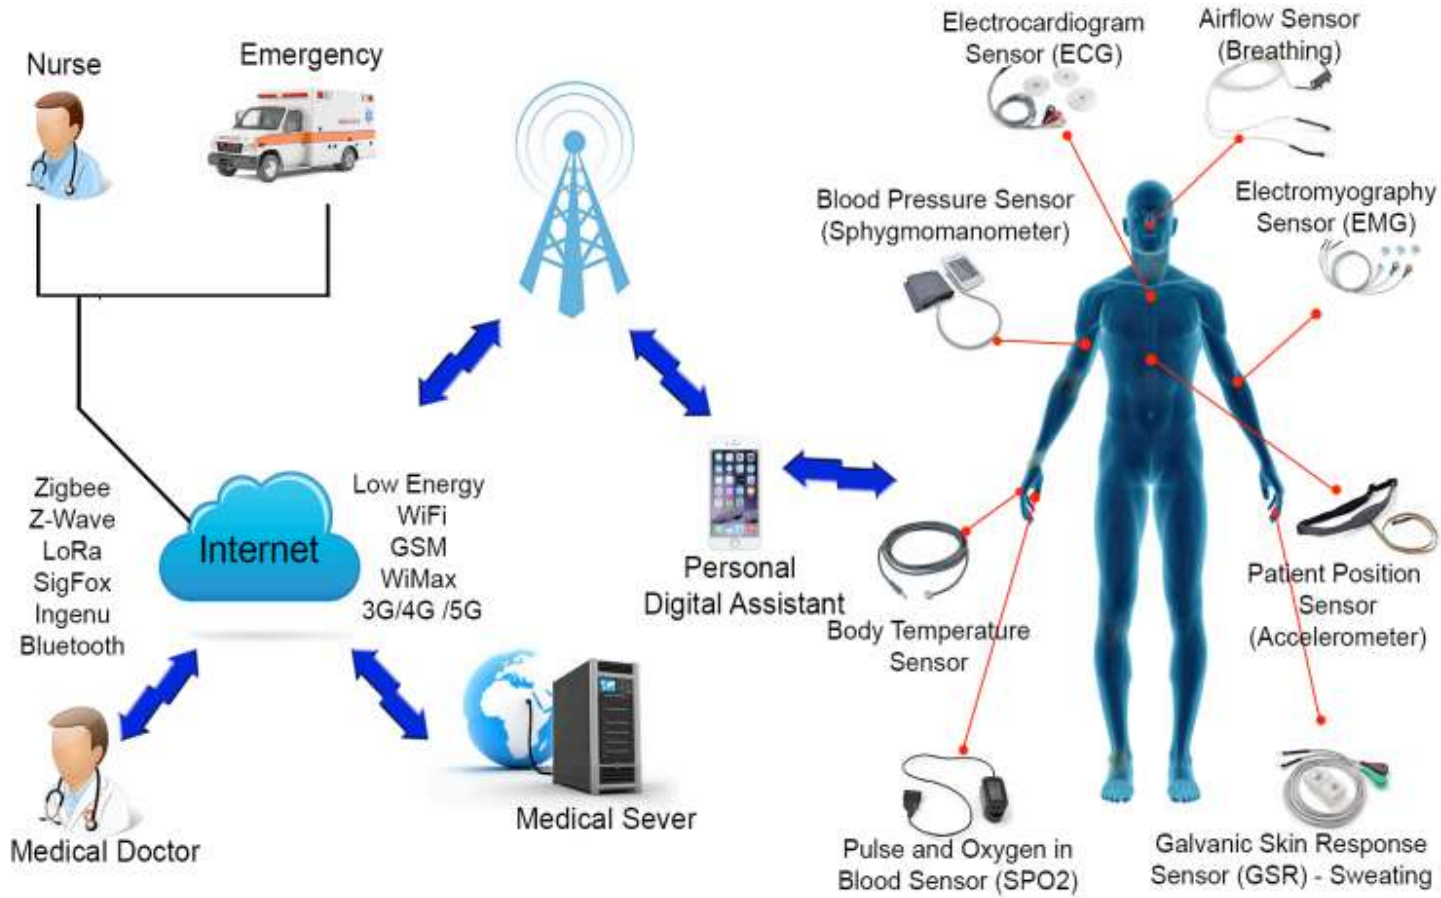 Nurse
Emergency
Electrocardiogram
Sensor (ECG)
Airflow Sensor
(Breathing)
Blood Pressure Sensor
(Sphygmomanometer)
Electromyography
Sensor (EMG)
Zigbee
Z-Wave
LoRa
SigFox
Ingenu
Bluetooth
Internet
Low Energy
WiFi
GSM
WiMax
3G/4G /5G
Personal
Digital Assistant
Body Temperature
Sensor
Patient Position
Sensor
(Accelerometer)
Medical Doctor
Medical Sever
Pulse and Oxygen in
Blood Sensor (SPO2)
Galvanic Skin Response
Sensor (GSR) - Sweating